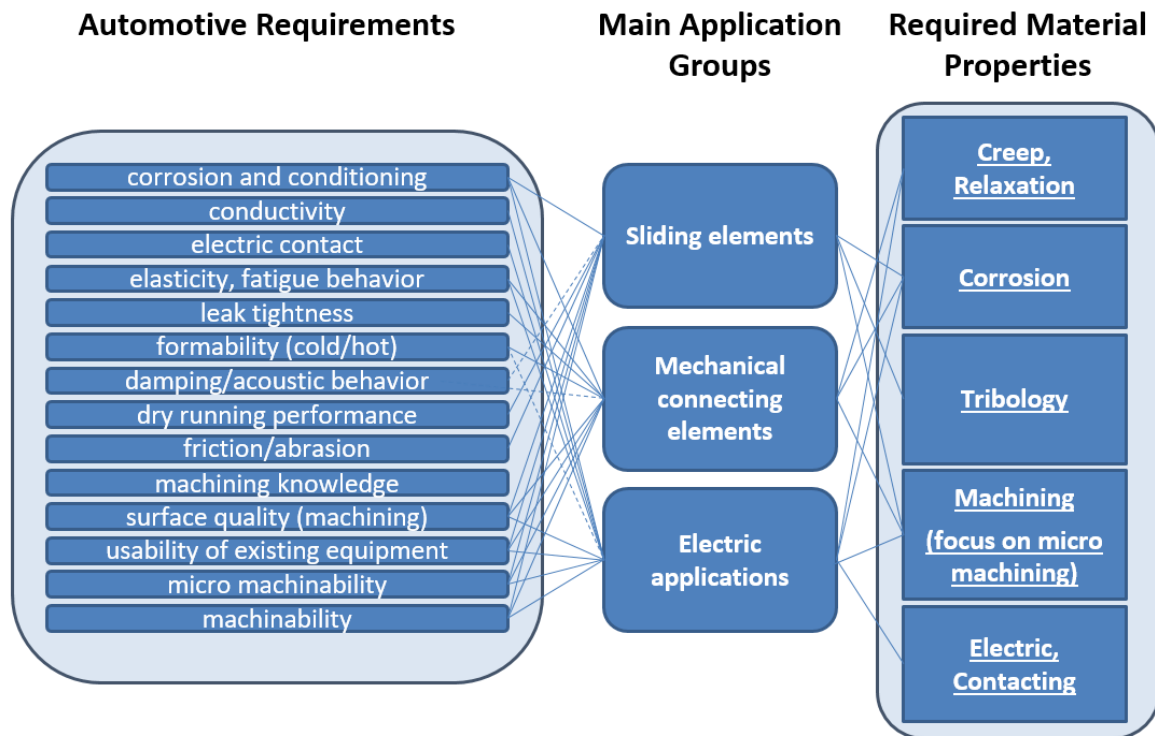 Automotive Requirements
Main Application
Groups
Required Material
Properties
corrosion and conditioning
conductivity
electric contact
elasticity, fatigue behavior
leak tightness
formability (cold/hot)
damping/acoustic behavior
dry running performance
friction/abrasion
machining knowledge
surface quality (machining)
usability of existing equipment
micro machinability
machinability
Sliding elements
Mechanical
connecting
elements
Electric
applications
Creep,
Relaxation
Corrosion
Tribology
Machining
(focus on micro
machining)
Electric,
Contacting